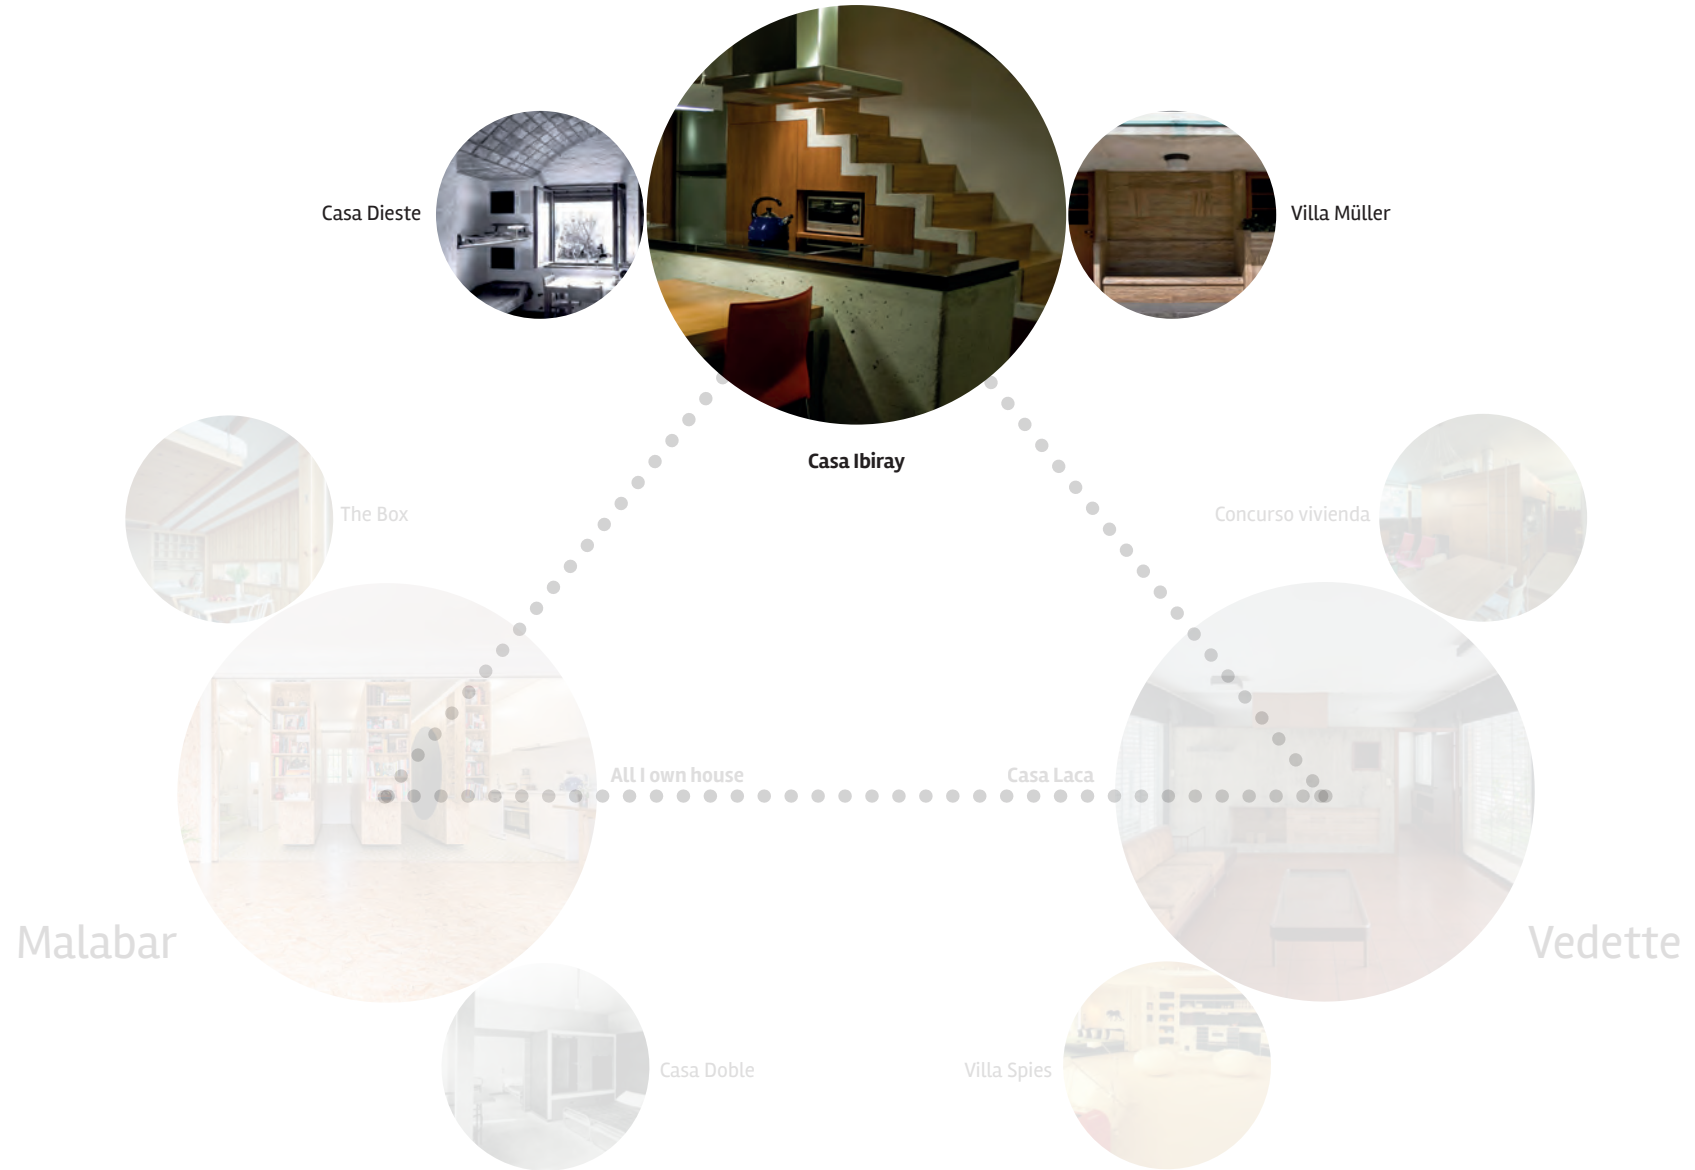 Casa Dieste
Villa Müller
Casa Ibiray
The Box
Concurso vivienda
All I own house
Casa Laca
Malabar
Vedette
Casa Doble
Villa Spies